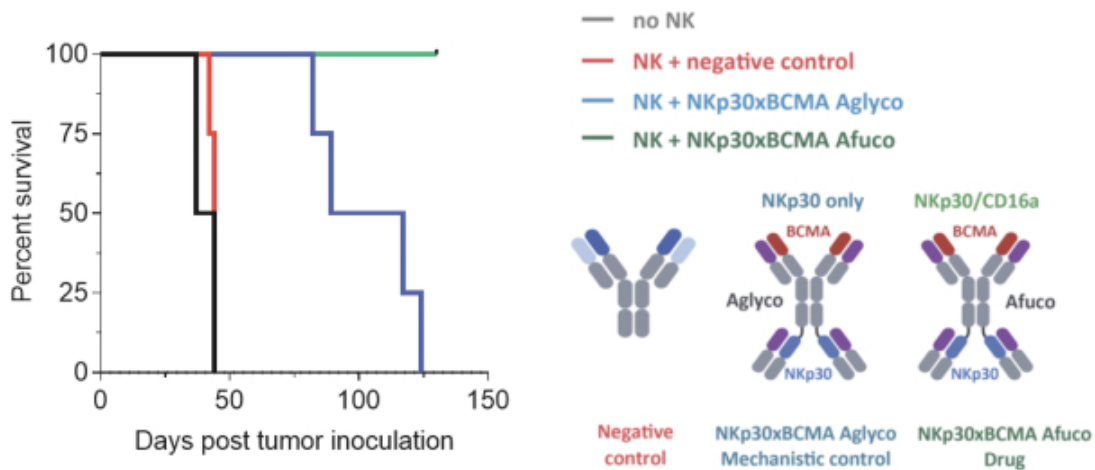 no NK
NK + negative control
NK + NKp30xBCMA Aglyco
NK + NKp30xBCMA Afuco
Percent survival
100
75
50
25
0
0 50 100 150
Days post tumor inoculation
NKp30 only
NKp30/CD16a
BCMA
BCMA
Aglyco
Afuco
NKp30
NKp30
Negative
control
NKp30xBCMA Aglyco
Mechanistic control
NKp30xBCMA Afuco
Drug